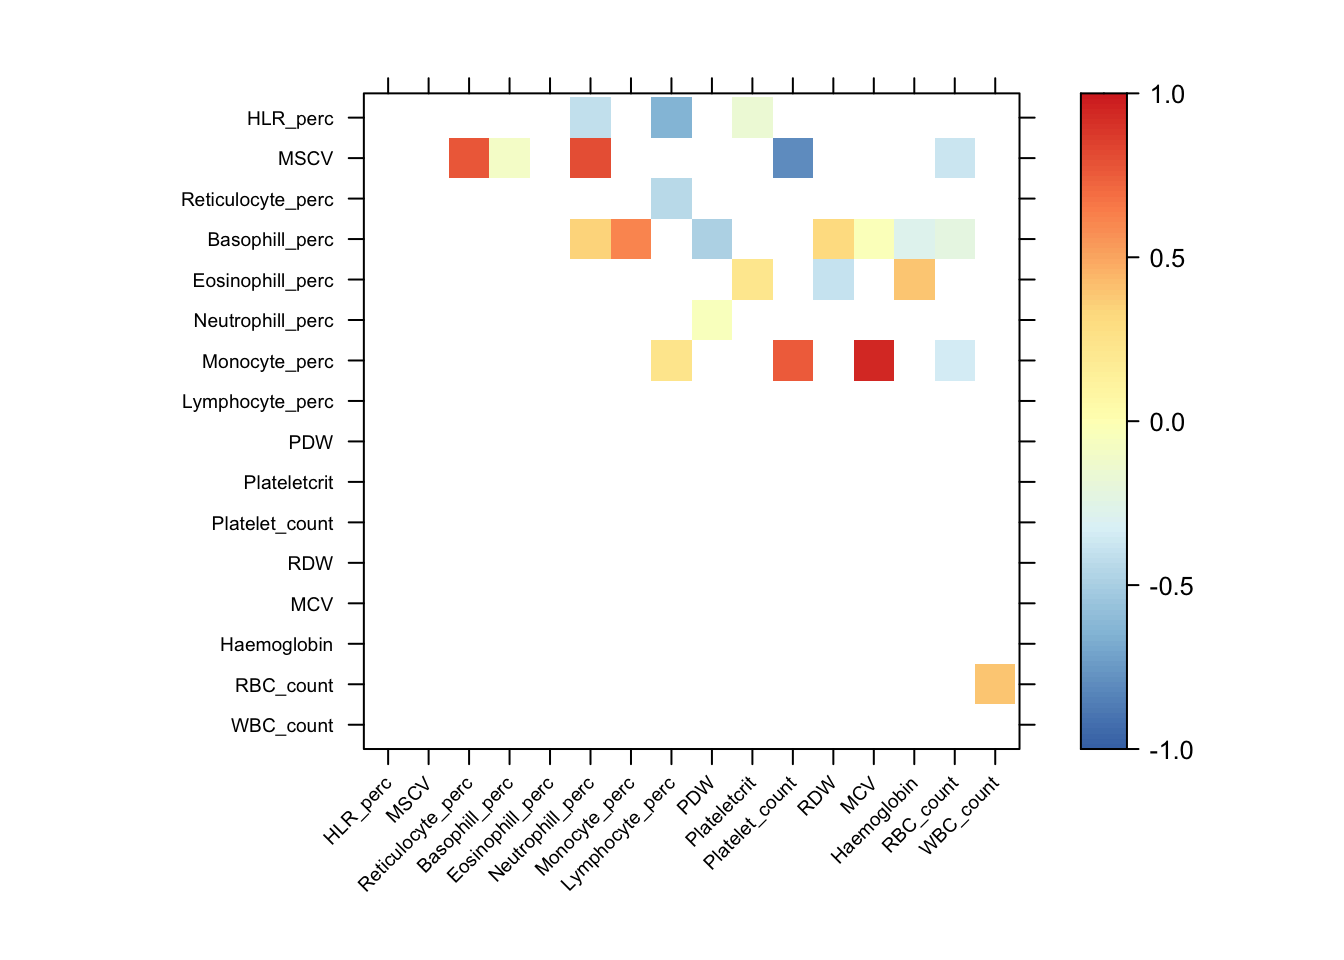 HLR_perc
MSCV
Reticulocyte_perc
Basophill_perc
Eosinophill_perc
Neutrophill_perc
Monocyte_perc
Lymphocyte_perc
PDW
Plateletcrit
Platelet_count
RDW
MCV
Haemoglobin
RBC_count
WBC_count
HLR_perc
MSCV
Reticulocyte_perc
Basophill_perc
Eosinophill_perc
Neutrophill_perc
Monocyte_perc
Lymphocyte_perc
PDW
Plateletcrit
Platelet_count
RDW
MCV
Haemoglobin
RBC_count
WBC_count
1.0
0.5
0.0
-0.5
-1.0